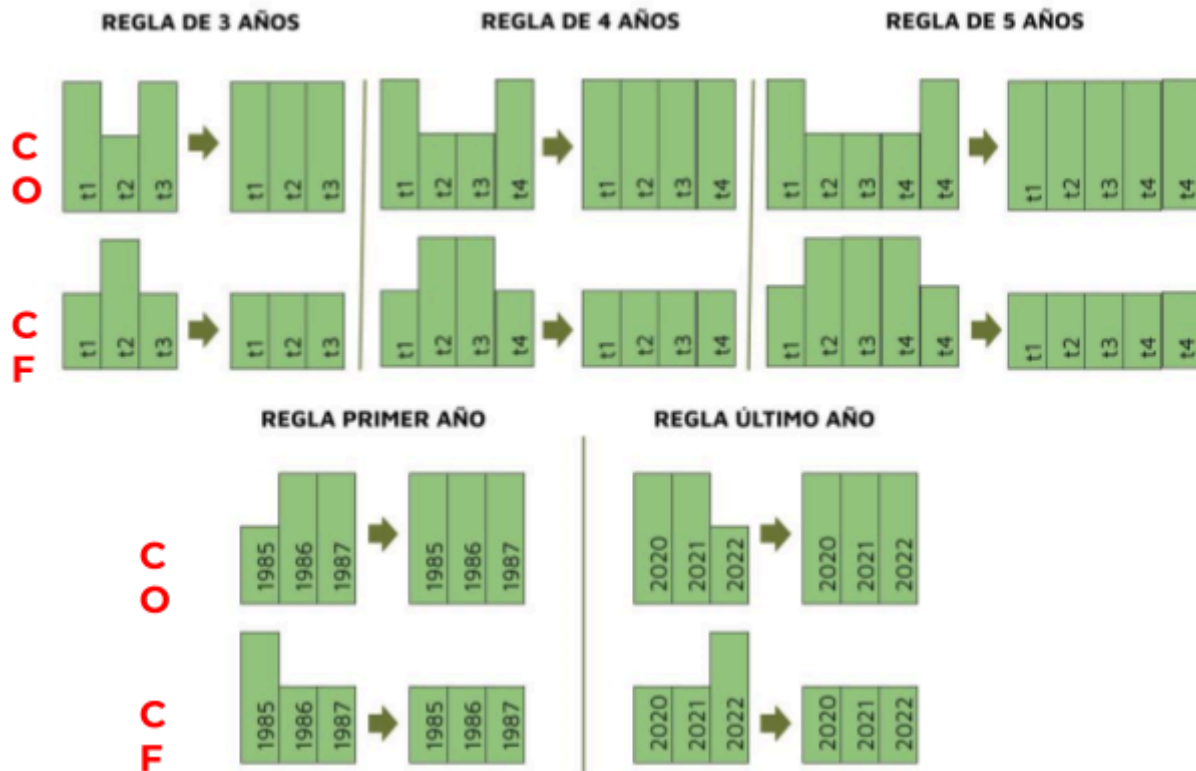 REGLA DE 3 AÑOS
REGLA DE 4 AÑOS
REGLA DE 5 AÑOS
C
O
t1 t2 t3
t1 t2 t3
t1 t2 t3 t4
t1 t2 t3 t4
t1 t2 t3 t4 t4
t1 t2 t3 t4 t4
C
F
t1 t2 t3
t1 t2 t3
t1 t2 t3 t4
t1 t2 t3 t4
t1 t2 t3 t4 t4
t1 t2 t3 t4 t4
REGLA PRIMER AÑO
REGLA ÚLTIMO AÑO
C
O
1985 1986 1987
1985 1986 1987
2020 2021 2022
2020 2021 2022
C
F
1985 1986 1987
1985 1986 1987
2020 2021 2022
2020 2021 2022